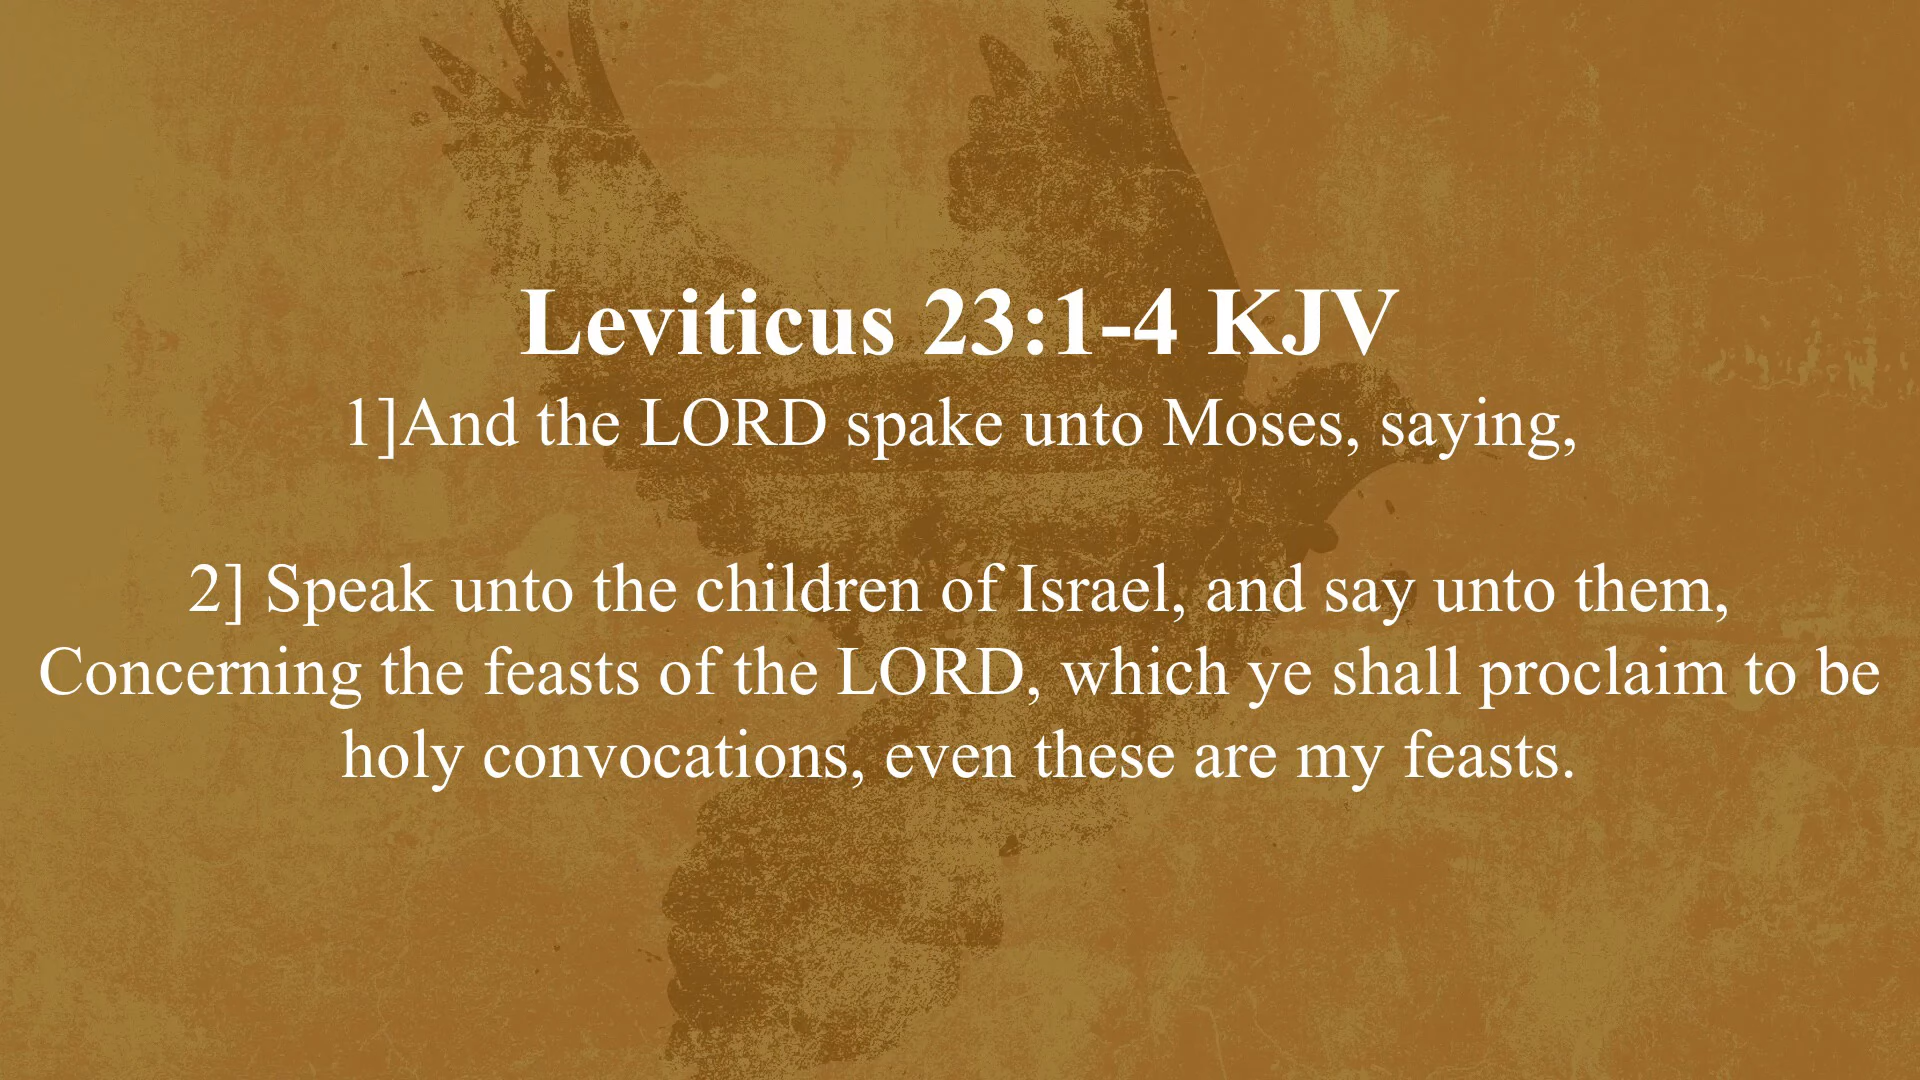 Leviticus 23:1-4 KJV
1]And the LORD spake unto Moses, saying,
2] Speak unto the children of Israel, and say unto them,
Concerning the feasts of the LORD, which ye shall proclaim to be
holy convocations, even these are my feasts.